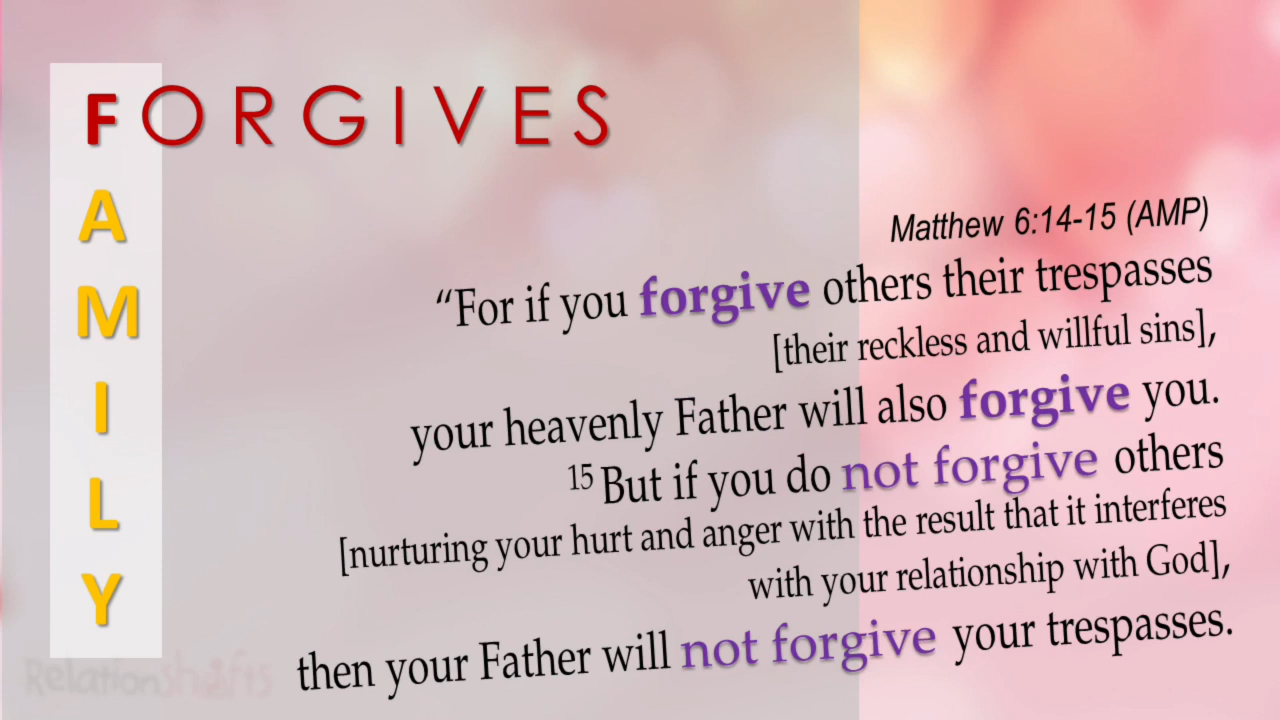 FORGIVES
A
M
I
L
Y
Matthew 6:14-15 (AMP)
“For if you forgive others their trespasses
[their reckless and willful sins],
your heavenly Father will also forgive you.
15 But if you do not forgive others
[nurturing your hurt and anger with the result that it interferes
with your relationship with God],
then your Father will not forgive your trespasses.
RelationShifts